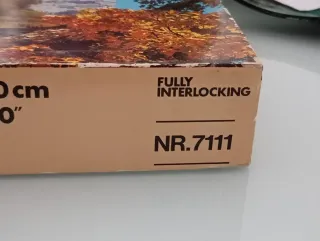 0 cm
0"
FULLY
INTERLOCKING
NR.7111